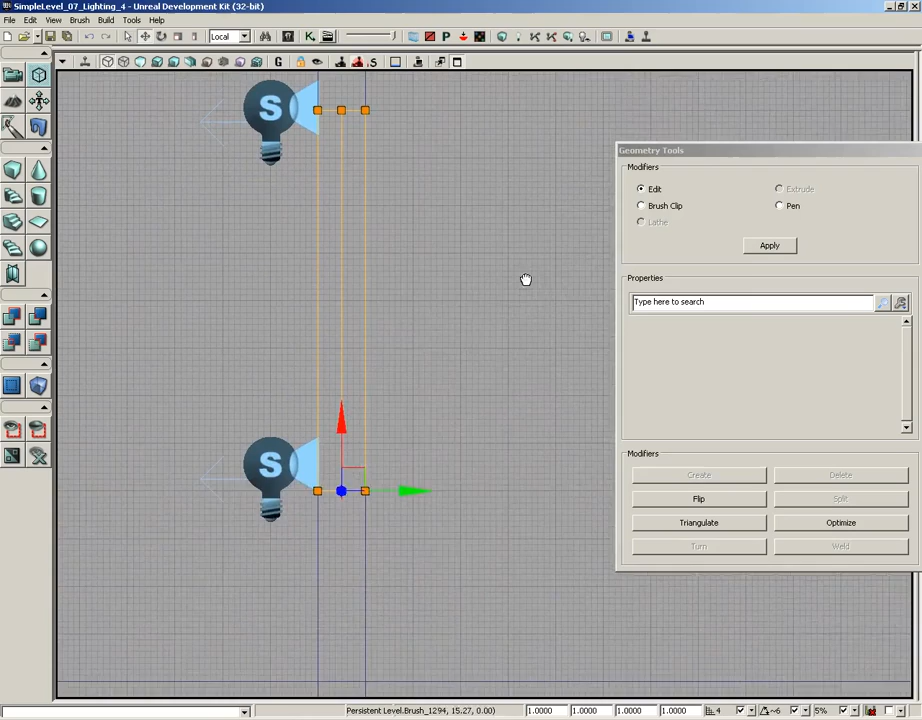 SimpleLevel_07_Lighting_4 - Unreal Development Kit (32-bit)
File Edit View Brush Build Tools Help
Local
K
P
G
S
S
S
Geometry Tools
Modifiers
Edit
Extrude
Brush Clip
Pen
Lathe
Apply
Properties
Type here to search
Modifiers
Create
Delete
Flip
Split
Triangulate
Optimize
Turn
Weld
Persistent Level.Brush_1294, 15.27, 0.00)
1.0000 1.0000 1.0000 1.0000 4 ~6 5%